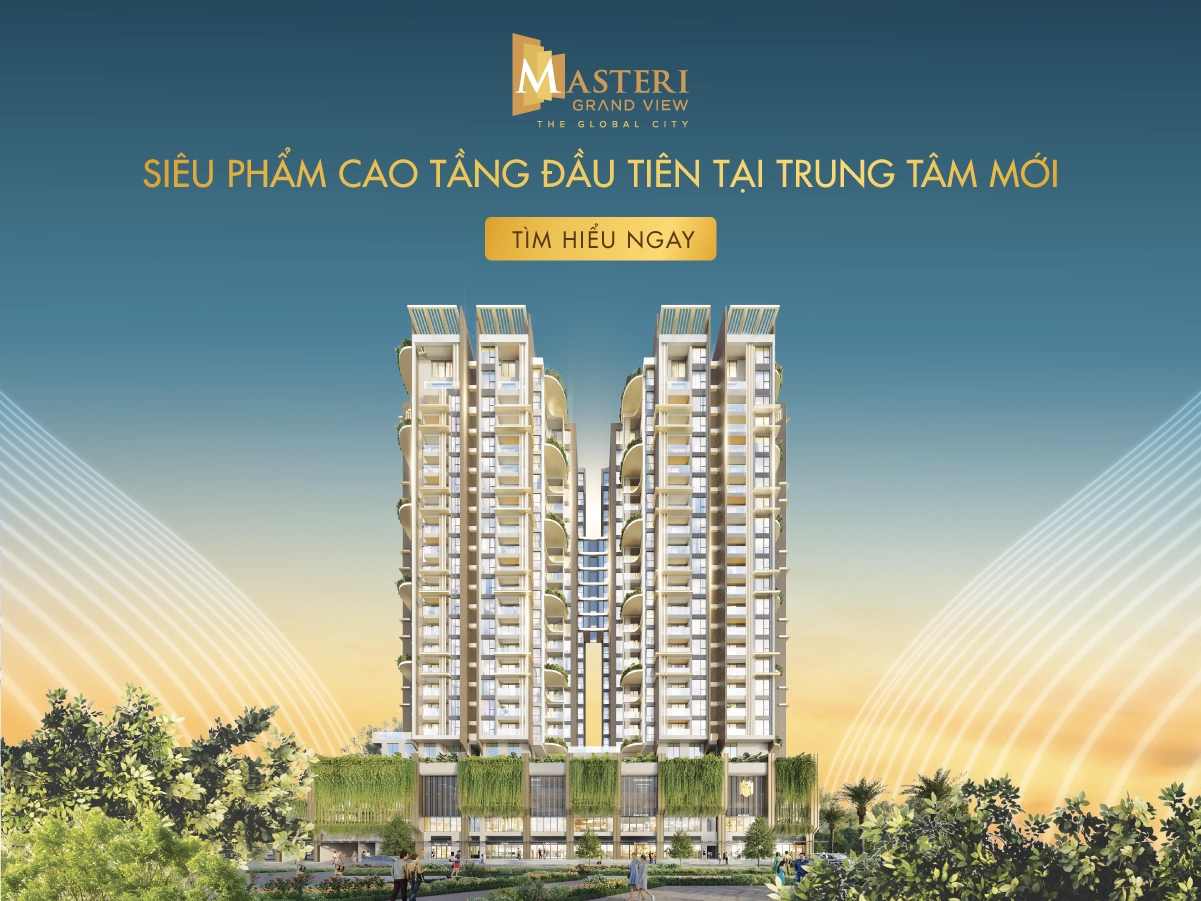 MASTERI
GRAND VIEW
THE GLOBAL CITY
SIÊU PHẨM CAO TẦNG ĐẦU TIÊN TẠI TRUNG TÂM MỚI
TÌM HIỂU NGAY